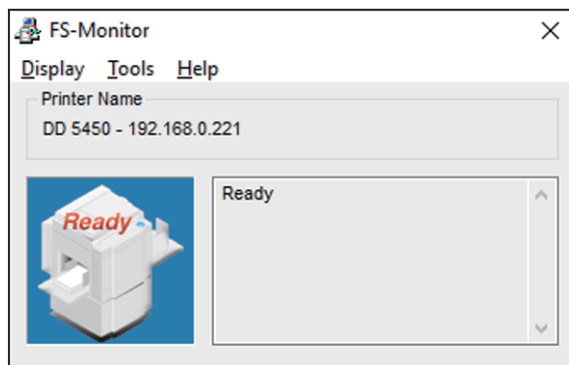 FS-Monitor
Display Tools Help
Printer Name
DD 5450 - 192.168.0.221
Ready
Ready